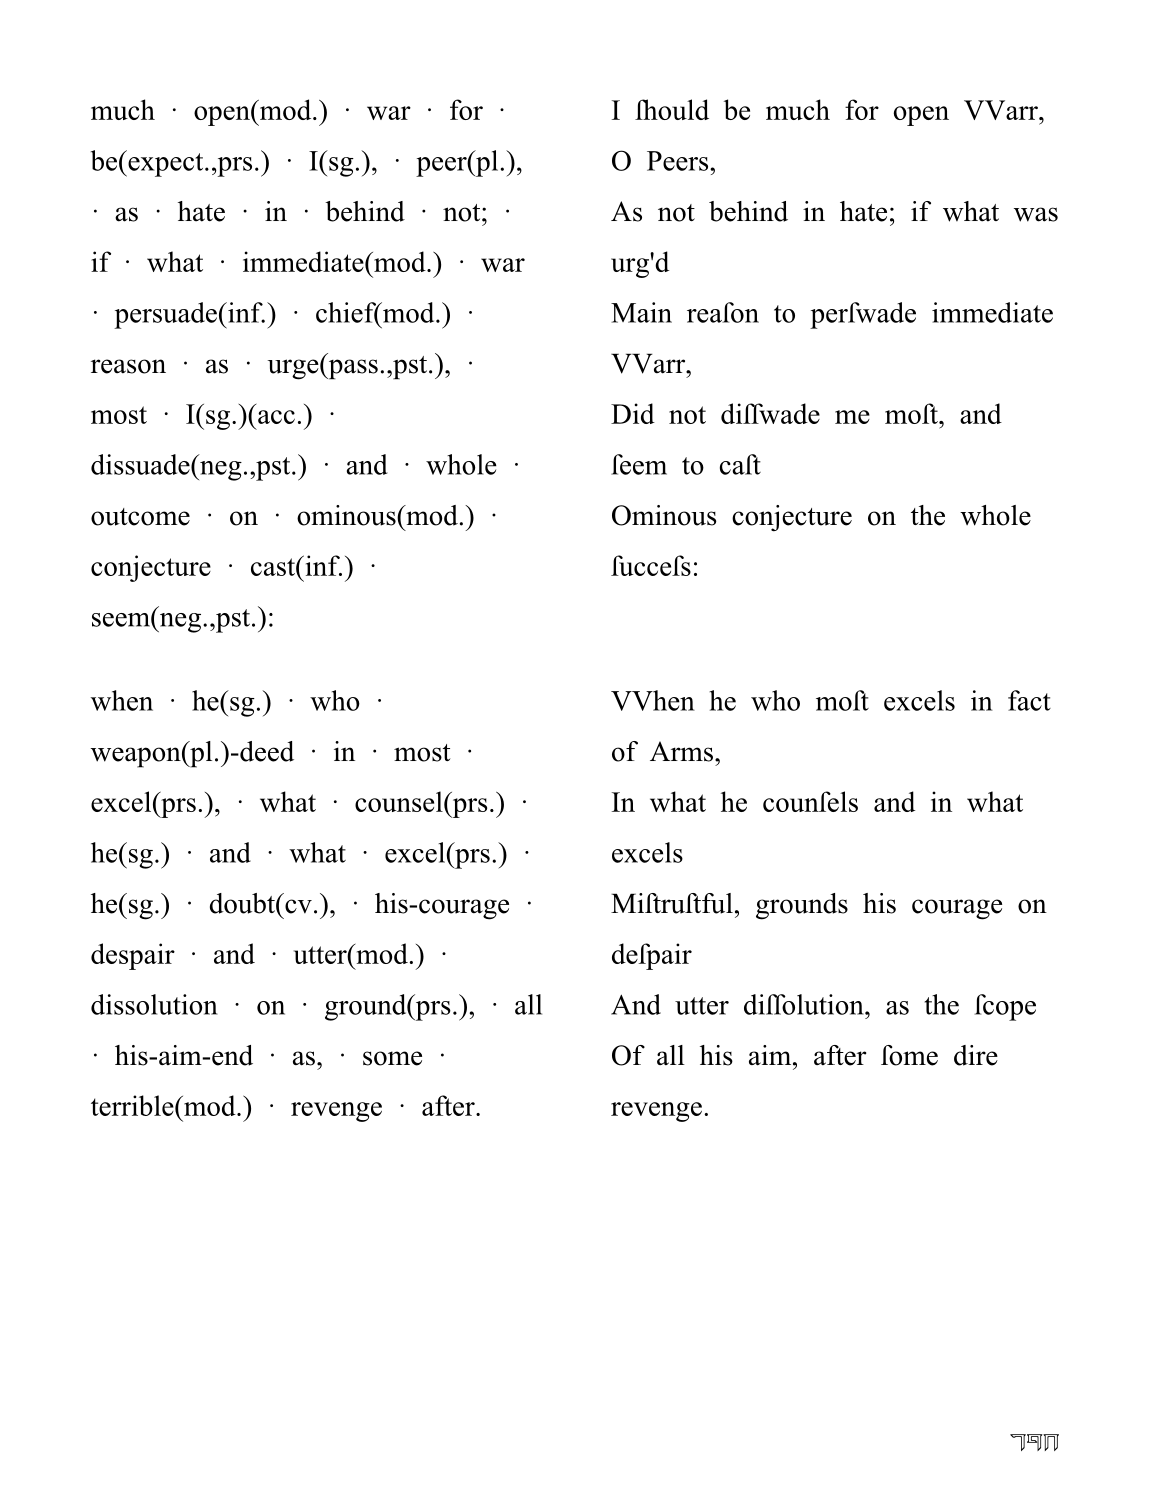 much · open(mod.) · war · for ·
be(expect.,prs.) · I(sg.), · peer(pl.),
· as · hate · in · behind · not; ·
if · what · immediate(mod.) · war
· persuade(inf.) · chief(mod.) ·
reason · as · urge(pass.,pst.), ·
most · I(sg.)(acc.) ·
dissuade(neg.,pst.) · and · whole ·
outcome · on · ominous(mod.) ·
conjecture · cast(inf.) ·
seem(neg.,pst.):
I ſhould be much for open VVarr,
O Peers,
As not behind in hate; if what was
urg'd
Main reaſon to perſwade immediate
VVarr,
Did not diſſwade me moſt, and
ſeem to caſt
Ominous conjecture on the whole
ſucceſs:
when · he(sg.) · who ·
weapon(pl.)-deed · in · most ·
excel(prs.), · what · counsel(prs.) ·
he(sg.) · and · what · excel(prs.) ·
he(sg.) · doubt(cv.), · his-courage ·
despair · and · utter(mod.) ·
dissolution · on · ground(prs.), · all
· his-aim-end · as, · some ·
terrible(mod.) · revenge · after.
VVhen he who moſt excels in fact
of Arms,
In what he counſels and in what
excels
Miſtruſtful, grounds his courage on
deſpair
And utter diſſolution, as the ſcope
Of all his aim, after ſome dire
revenge.